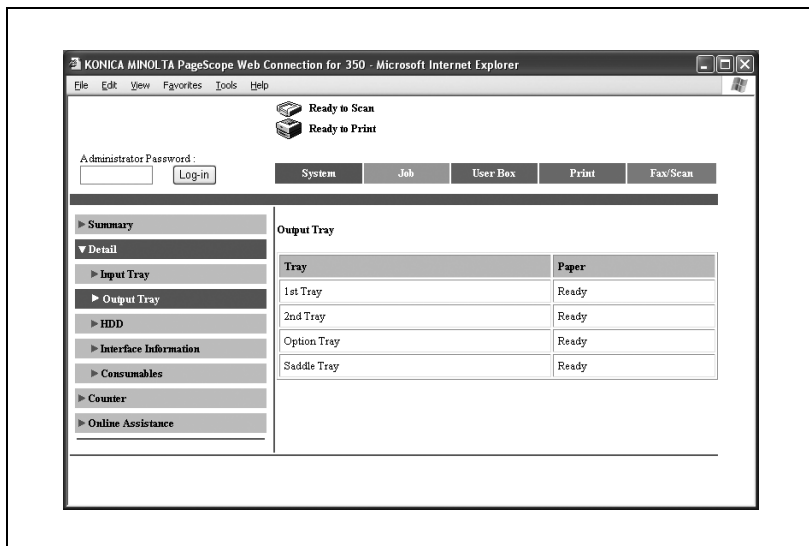 KONICA MINOLTA PageScope Web Connection for 350 - Microsoft Internet Explorer
File Edit View Favorites Tools Help
Ready to Scan
Ready to Print
Administrator Password :
Log-in
System Job User Box Print Fax/Scan
Summary
Detail
Input Tray
Output Tray
HDD
Interface Information
Consumables
Counter
Online Assistance
Output Tray
Tray Paper
1st Tray Ready
2nd Tray Ready
Option Tray Ready
Saddle Tray Ready